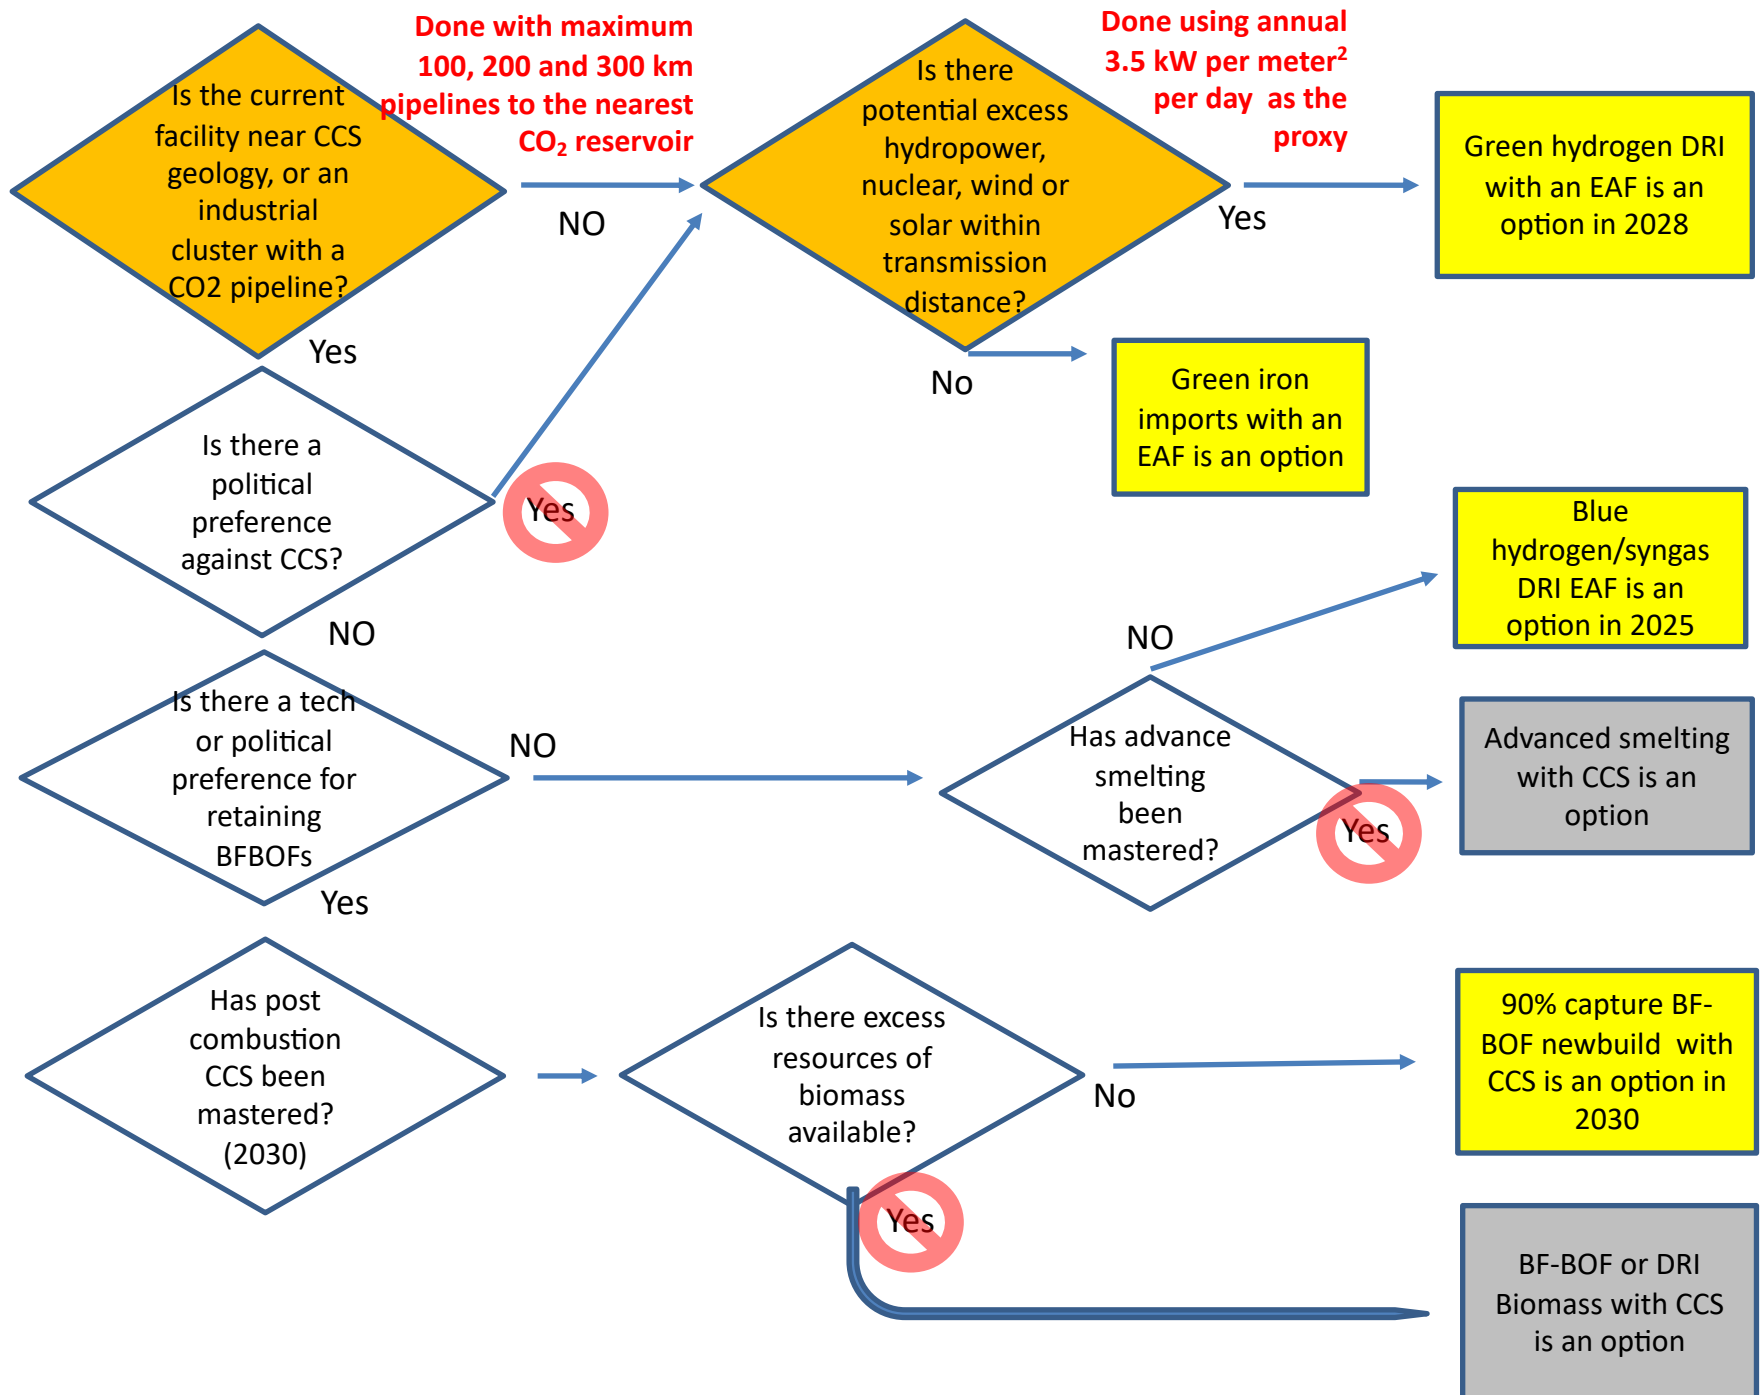 Is the current
facility near CCS
geology, or an
industrial
cluster with a
CO2 pipeline?
Done with maximum
100, 200 and 300 km
pipelines to the nearest
CO₂ reservoir
NO
Yes
Is there
potential excess
hydropower,
nuclear, wind or
solar within
transmission
distance?
Done using annual
3.5 kW per meter²
per day as the
proxy
Yes
No
Green hydrogen DRI
with an EAF is an
option in 2028
Green iron
imports with an
EAF is an option
Is there a
political
preference
against CCS?
Yes
NO
Blue
hydrogen/syngas
DRI EAF is an
option in 2025
Is there a tech
or political
preference for
retaining
BFBOFs
NO
Yes
Has advance
smelting
been
mastered?
NO
Yes
Advanced smelting
with CCS is an
option
Has post
combustion
CCS been
mastered?
(2030)
Is there excess
resources of
biomass
available?
No
Yes
90% capture BF-
BOF newbuild with
CCS is an option in
2030
BF-BOF or DRI
Biomass with CCS
is an option